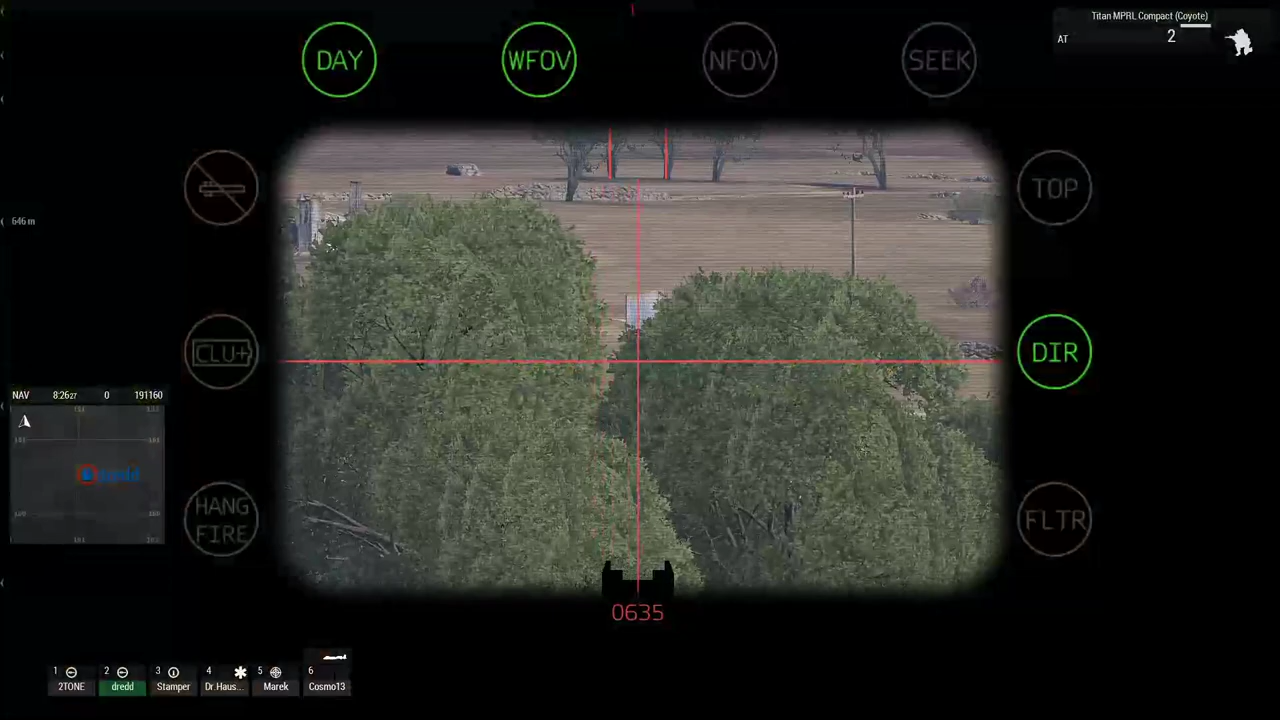 Titan MPRL Compact (Coyote)
AT 2
DAY
WFOV
NFOV
SEEK
TOP
646 m
CLU+
DIR
NAV 8:26 27 0 191160
HANG
FIRE
FLTR
0635
1 2 3 4 5 6
2TONE dredd Stamper Dr.Haus... Marek Cosmo13